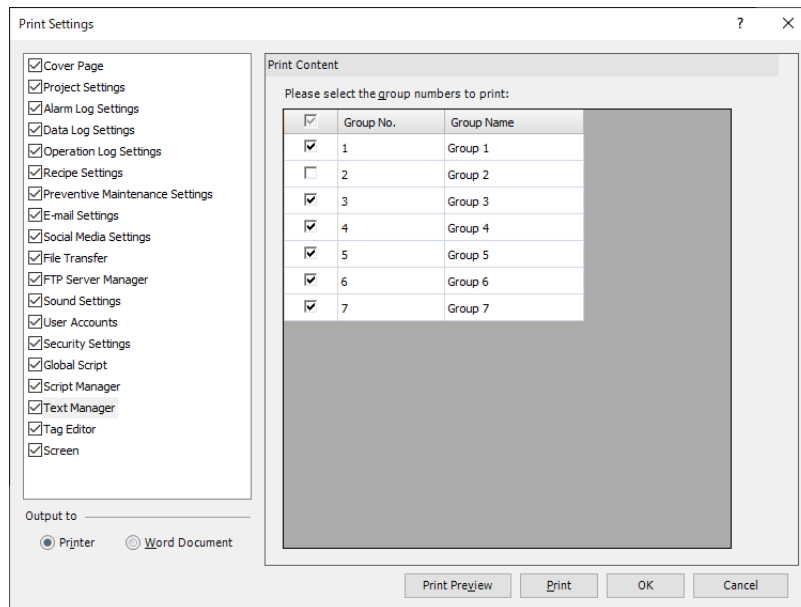 Print Settings
?
Cover Page
Project Settings
Alarm Log Settings
Data Log Settings
Operation Log Settings
Recipe Settings
Preventive Maintenance Settings
E-mail Settings
Social Media Settings
File Transfer
FTP Server Manager
Sound Settings
User Accounts
Security Settings
Global Script
Script Manager
Text Manager
Tag Editor
Screen
Output to
Printer Word Document
Print Content
Please select the group numbers to print:
Group No. Group Name
1 Group 1
2 Group 2
3 Group 3
4 Group 4
5 Group 5
6 Group 6
7 Group 7
Print Preview Print OK Cancel